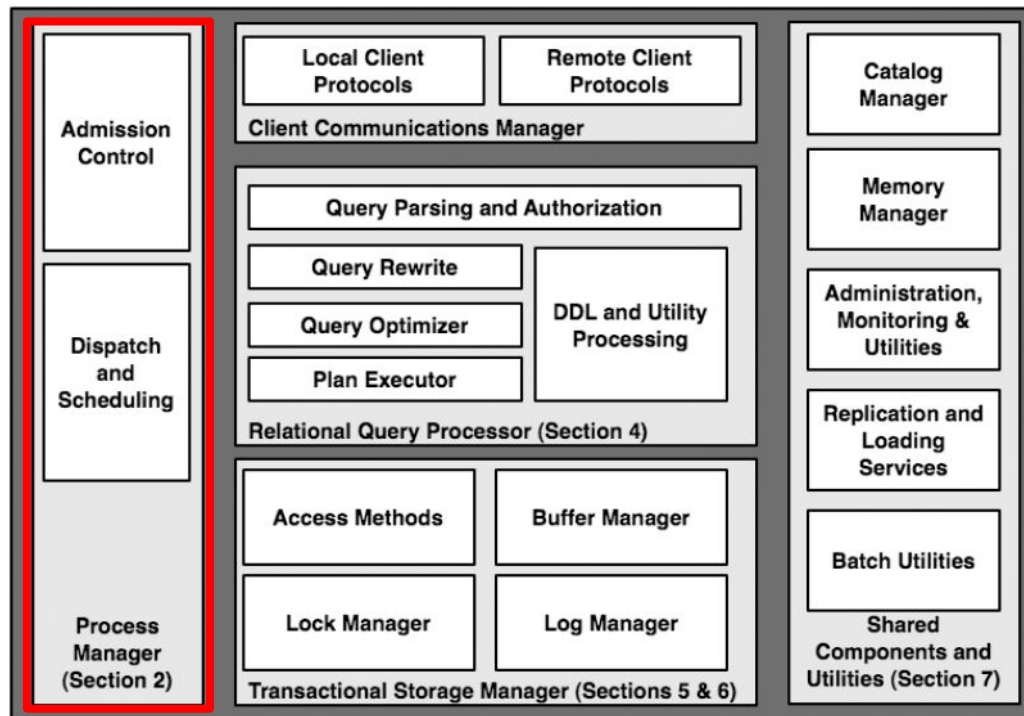 Admission
Control
Dispatch
and
Scheduling
Process
Manager
(Section 2)
Local Client
Protocols
Remote Client
Protocols
Client Communications Manager
Query Parsing and Authorization
Query Rewrite
Query Optimizer
Plan Executor
DDL and Utility
Processing
Relational Query Processor (Section 4)
Access Methods
Buffer Manager
Lock Manager
Log Manager
Transactional Storage Manager (Sections 5 & 6)
Catalog
Manager
Memory
Manager
Administration,
Monitoring &
Utilities
Replication and
Loading
Services
Batch Utilities
Shared
Components and
Utilities (Section 7)